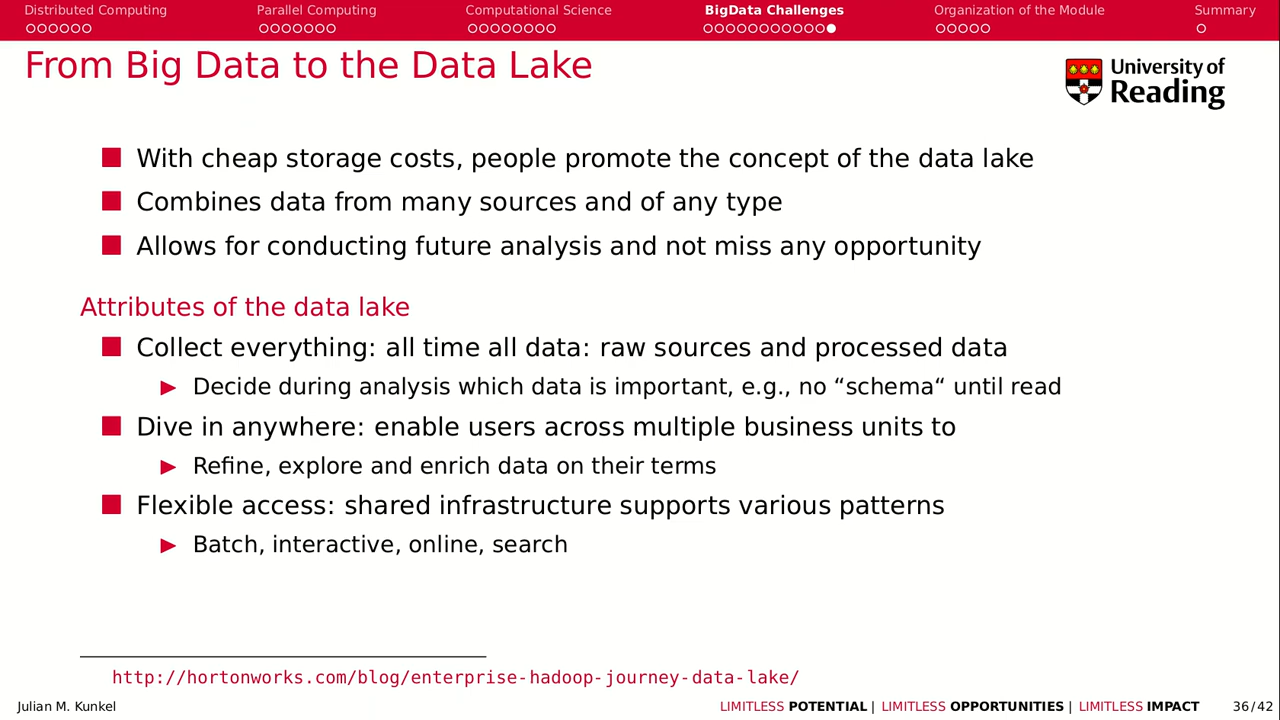 Distributed Computing Parallel Computing Computational Science BigData Challenges Organization of the Module Summary
From Big Data to the Data Lake
University of
Reading
With cheap storage costs, people promote the concept of the data lake
Combines data from many sources and of any type
Allows for conducting future analysis and not miss any opportunity
Attributes of the data lake
Collect everything: all time all data: raw sources and processed data
Decide during analysis which data is important, e.g., no “schema“ until read
Dive in anywhere: enable users across multiple business units to
Refine, explore and enrich data on their terms
Flexible access: shared infrastructure supports various patterns
Batch, interactive, online, search
http://hortonworks.com/blog/enterprise-hadoop-journey-data-lake/
Julian M. Kunkel LIMITLESS POTENTIAL | LIMITLESS OPPORTUNITIES | LIMITLESS IMPACT 36/42